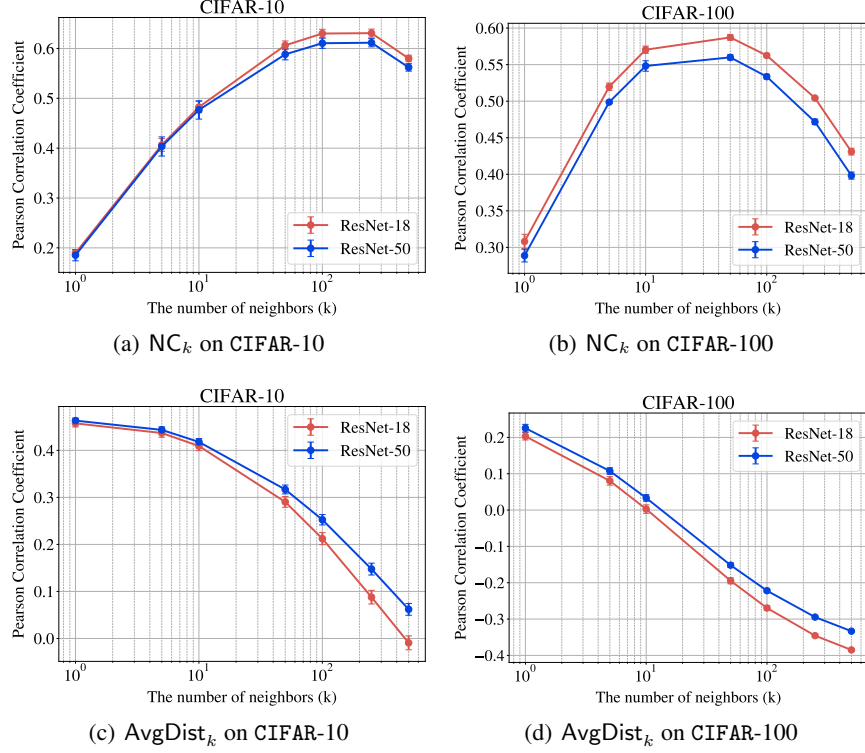 CIFAR-10
Pearson Correlation Coefficient
0.6
0.5
0.4
0.3
0.2
ResNet-18
ResNet-50
10^0
10^1
10^2
The number of neighbors (k)
(a) NC_k on CIFAR-10
CIFAR-100
Pearson Correlation Coefficient
0.60
0.55
0.50
0.45
0.40
0.35
0.30
ResNet-18
ResNet-50
10^0
10^1
10^2
The number of neighbors (k)
(b) NC_k on CIFAR-100
CIFAR-10
Pearson Correlation Coefficient
0.4
0.3
0.2
0.1
0.0
ResNet-18
ResNet-50
10^0
10^1
10^2
The number of neighbors (k)
(c) AvgDist_k on CIFAR-10
CIFAR-100
Pearson Correlation Coefficient
0.2
0.1
0.0
−0.1
−0.2
−0.3
−0.4
ResNet-18
ResNet-50
10^0
10^1
10^2
The number of neighbors (k)
(d) AvgDist_k on CIFAR-100